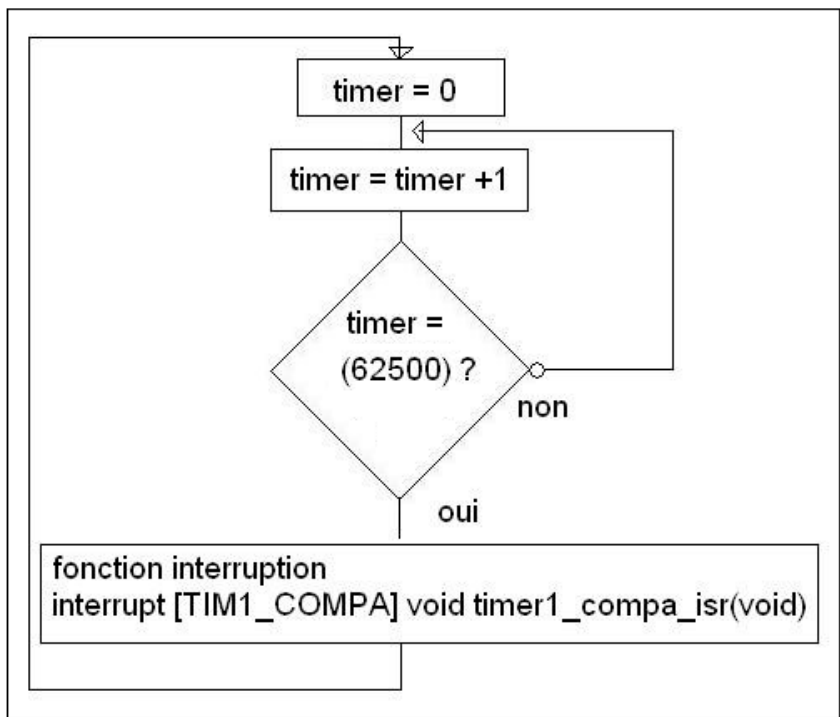 timer = 0
timer = timer +1
timer =
(62500) ?
non
oui
fonction interruption
interrupt [TIM1_COMPA] void timer1_compa_isr(void)